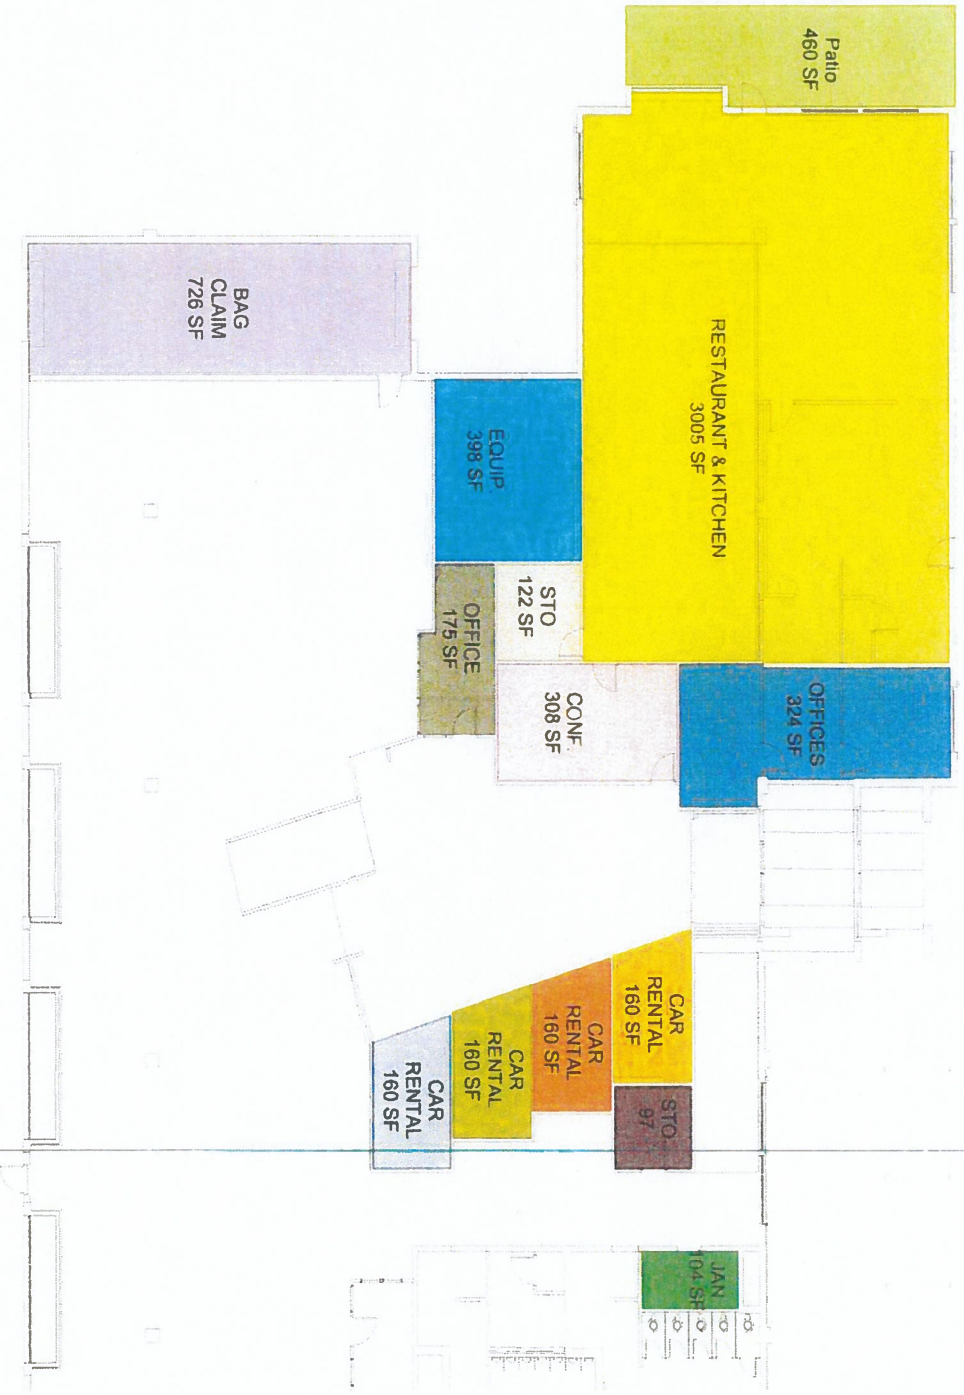 Patio
460 SF
RESTAURANT & KITCHEN
3005 SF
BAG
CLAIM
726 SF
EQUIP.
398 SF
STO
122 SF
OFFICE
175 SF
CONF.
308 SF
OFFICES
324 SF
CAR
RENTAL
160 SF
CAR
RENTAL
160 SF
CAR
RENTAL
160 SF
CAR
RENTAL
160 SF
STO.
97
JAN
104 SF